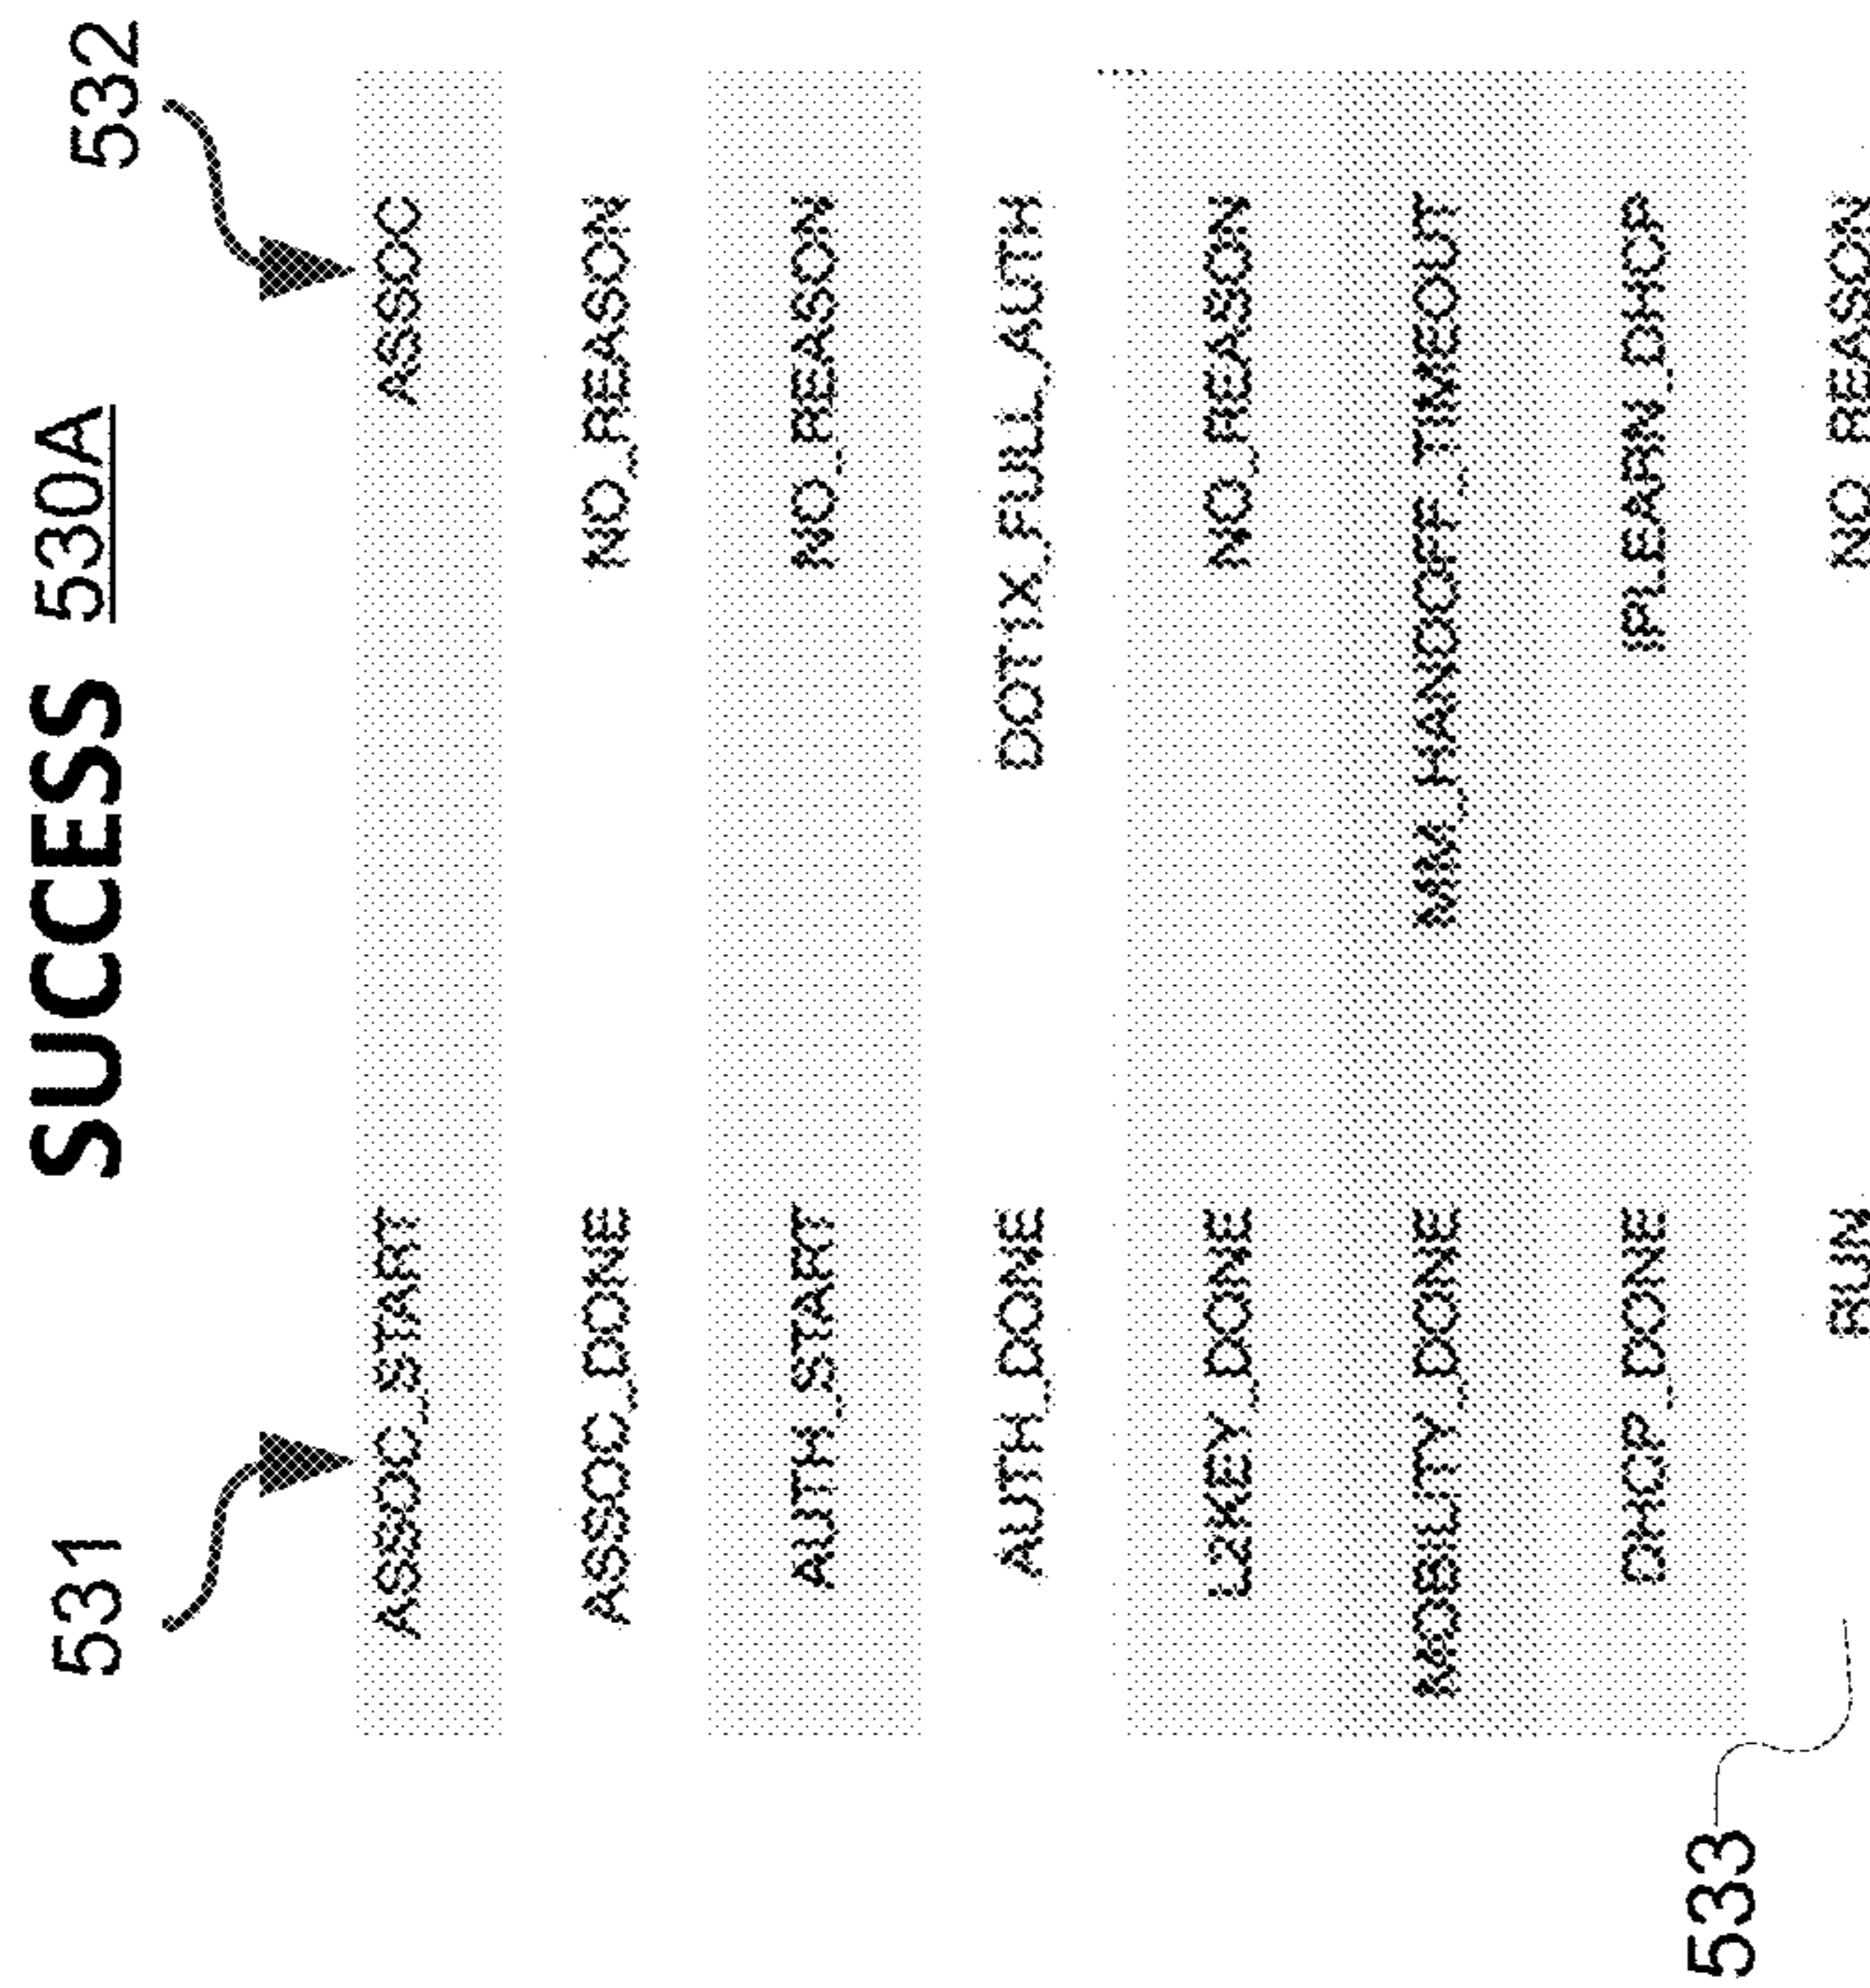 SUCCESS 530A
531 532
ASSOC_START ASSOC
ASSOC_DONE NO_REASON
AUTH_START NO_REASON
AUTH_DONE DOT1X_FULL_AUTH
L2KEY_DONE NO_REASON
MOBILITY_DONE MM_HANDOFF_TIMEOUT
DHCP_DONE IPLEARN_DHCP
533
RUN NO_REASON